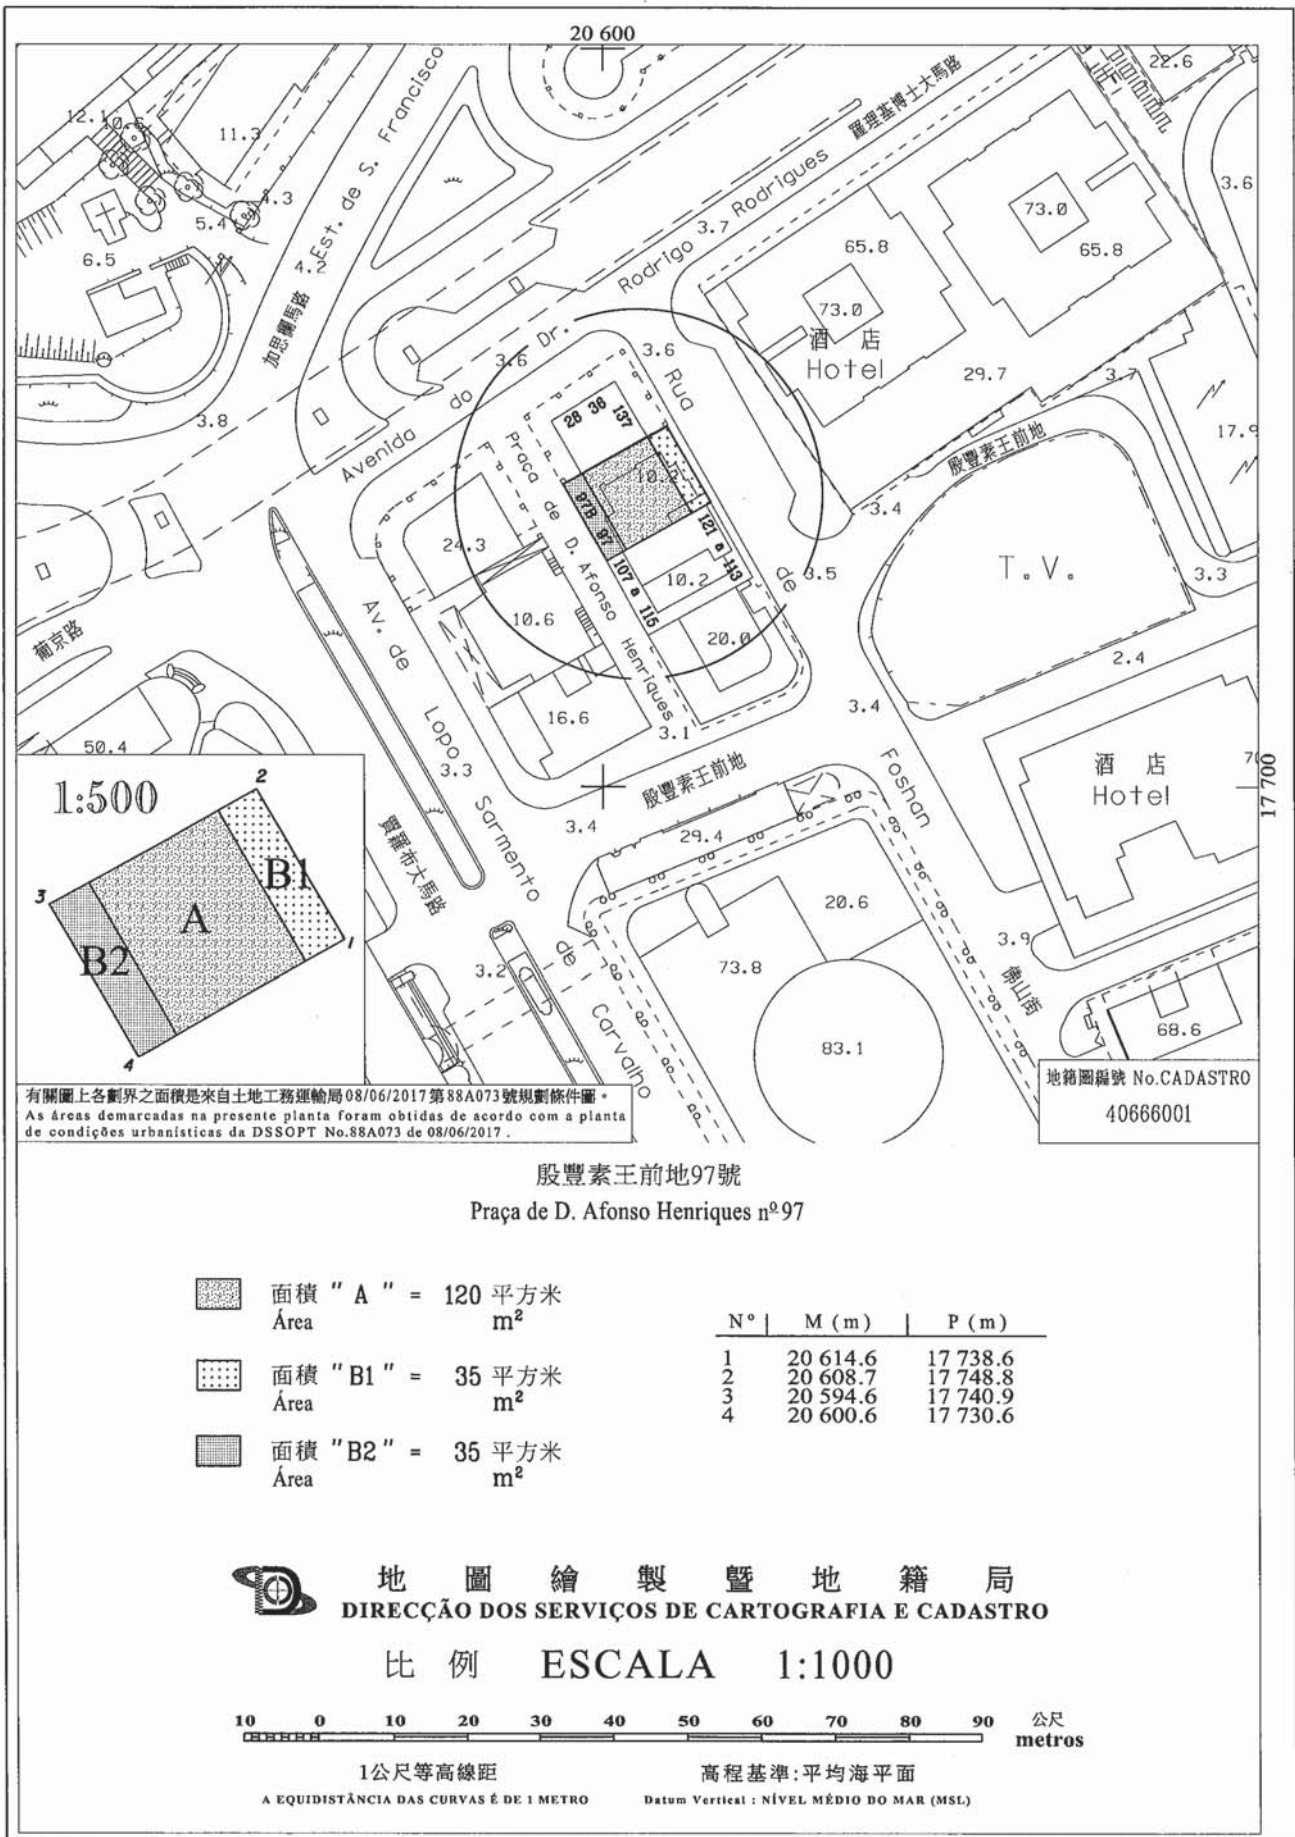 20 600
22.6
12.1
10.6
11.3
4.3
5.4
6.5
4.2
Est. de S. Francisco
加思欄馬路
3.8
3.6
羅理基博士大馬路
Avenida do Dr. Rodrigo Rodrigues
3.7
3.6
65.8
73.0
65.8
73.0
3.6
酒店
Hotel
29.7
3.7
17.9
殷豐素王前地
3.4
T.V.
3.3
2.4
3.5
3.4
Rua de Foshan
佛山街
28 36 137
10.2
97B 97
121 a 113
107 a 115
10.2
20.0
Praça de D. Afonso Henriques
24.3
10.6
16.6
3.1
殷豐素王前地
葡京路
50.4
Av. de Lopo Sarmento de Carvalho
3.3
3.4
3.2
29.4
20.6
73.8
83.1
3.9
68.6
酒店
Hotel
70
17 700
1:500
2
B1
3
A
1
B2
4
有關圖上各劃界之面積是來自土地工務運輸局08/06/2017第88A073號規劃條件圖。
As áreas demarcadas na presente planta foram obtidas de acordo com a planta
de condições urbanísticas da DSSOPT No.88A073 de 08/06/2017 .
地籍圖編號 No.CADASTRO
40666001
殷豐素王前地97號
Praça de D. Afonso Henriques nº 97
面積 " A " = 120 平方米
Área m²
面積 "B1" = 35 平方米
Área m²
面積 "B2" = 35 平方米
Área m²
Nº M (m) P (m)
1 20 614.6 17 738.6
2 20 608.7 17 748.8
3 20 594.6 17 740.9
4 20 600.6 17 730.6
地圖繪製暨地籍局
DIRECÇÃO DOS SERVIÇOS DE CARTOGRAFIA E CADASTRO
比例 ESCALA 1:1000
10 0 10 20 30 40 50 60 70 80 90 公尺
metros
1公尺等高線距 高程基準:平均海平面
A EQUIDISTÂNCIA DAS CURVAS É DE 1 METRO Datum Vertical : NÍVEL MÉDIO DO MAR (MSL)